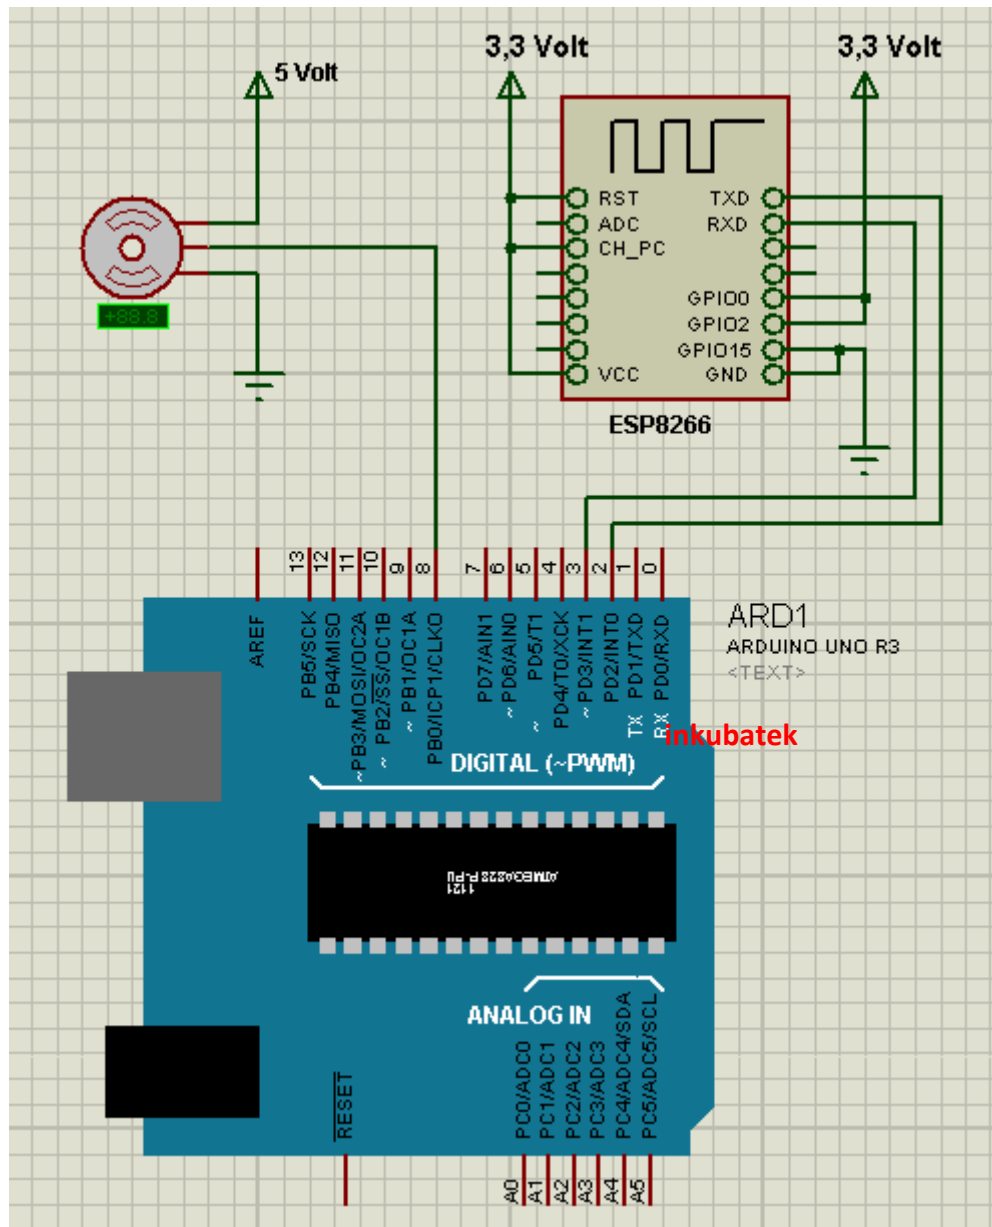 3,3 Volt
3,3 Volt
5 Volt
RST
ADC
CH_PC
VCC
TXD
RXD
GPIO0
GPIO2
GPIO15
GND
+88.8
ESP8266
13
12
11
10
9
8
7
6
5
4
3
2
1
0
AREF
PB5/SCK
PB4/MISO
~PB3/MOSI/OC2A
~ PB2/SS/OC1B
~ PB1/OC1A
PB0/ICP1/CLKO
PD7/AIN1
~ PD6/AIN0
~ PD5/T1
PD4/T0/XCK
~ PD3/INT1
PD2/INT0
TX PD1/TXD
RX PD0/RXD
ARD1
ARDUINO UNO R3
<TEXT>
inkubatek
DIGITAL (~PWM)
ATMEGA328P-PU
1121
ANALOG IN
RESET
PC0/ADC0
PC1/ADC1
PC2/ADC2
PC3/ADC3
PC4/ADC4/SDA
PC5/ADC5/SCL
A0
A1
A2
A3
A4
A5